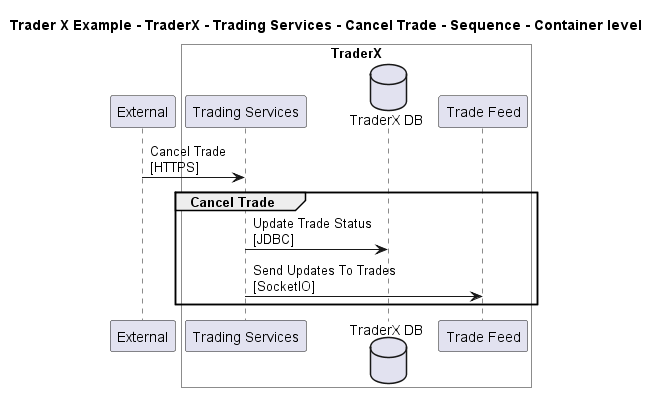 Trader X Example - TraderX - Trading Services - Cancel Trade - Sequence - Container level
TraderX
External
Trading Services
TraderX DB
Trade Feed
Cancel Trade
[HTTPS]
Cancel Trade
Update Trade Status
[JDBC]
Send Updates To Trades
[SocketIO]
External
Trading Services
TraderX DB
Trade Feed